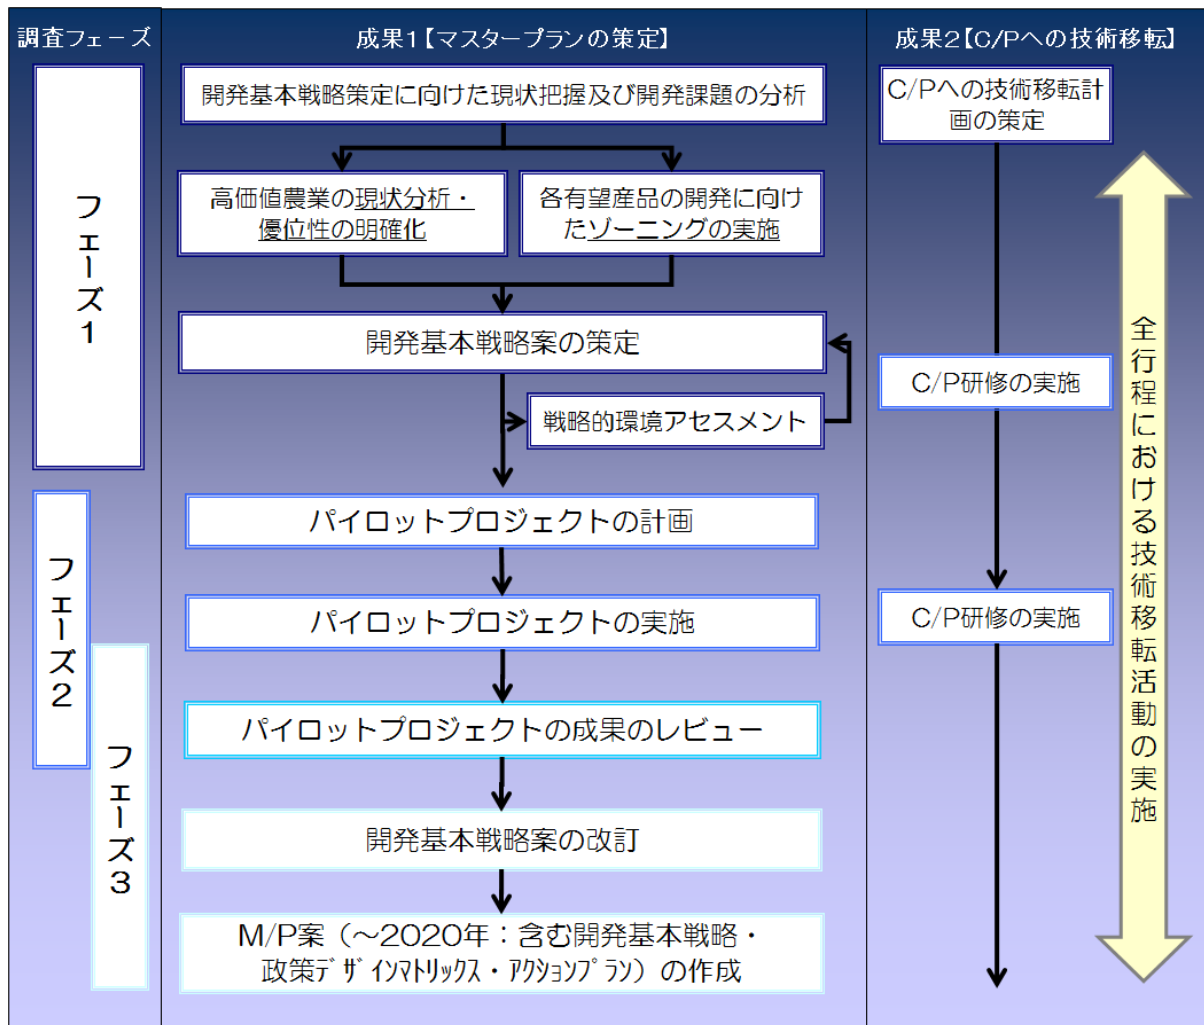 調査フェーズ
成果1【マスタープランの策定】
成果2【C/Pへの技術移転】
フェーズ1
フェーズ2
フェーズ3
開発基本戦略策定に向けた現状把握及び開発課題の分析
高価値農業の現状分析・
優位性の明確化
各有望産品の開発に向け
たゾーニングの実施
開発基本戦略案の策定
戦略的環境アセスメント
パイロットプロジェクトの計画
パイロットプロジェクトの実施
パイロットプロジェクトの成果のレビュー
開発基本戦略案の改訂
M/P案（～2020年：含む開発基本戦略・
政策ﾃﾞｻﾞｲﾝﾏﾄﾘｯｸｽ・ｱｸｼｮﾝﾌﾟﾗﾝ）の作成
C/Pへの技術移転計
画の策定
C/P研修の実施
C/P研修の実施
全行程における技術移転活動の実施